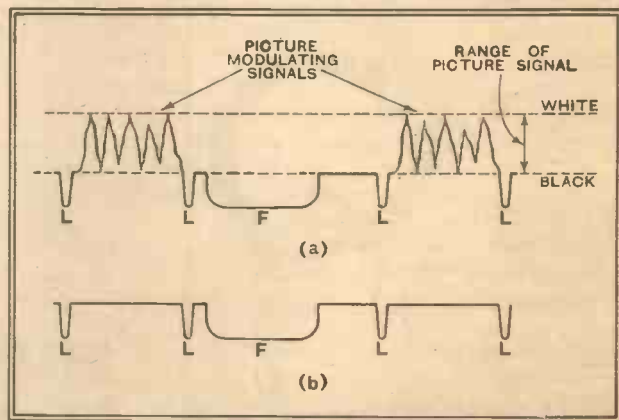 PICTURE
MODULATING
SIGNALS
RANGE OF
PICTURE SIGNAL
WHITE
BLACK
L L F L L
(a)
L L F L L
(b)